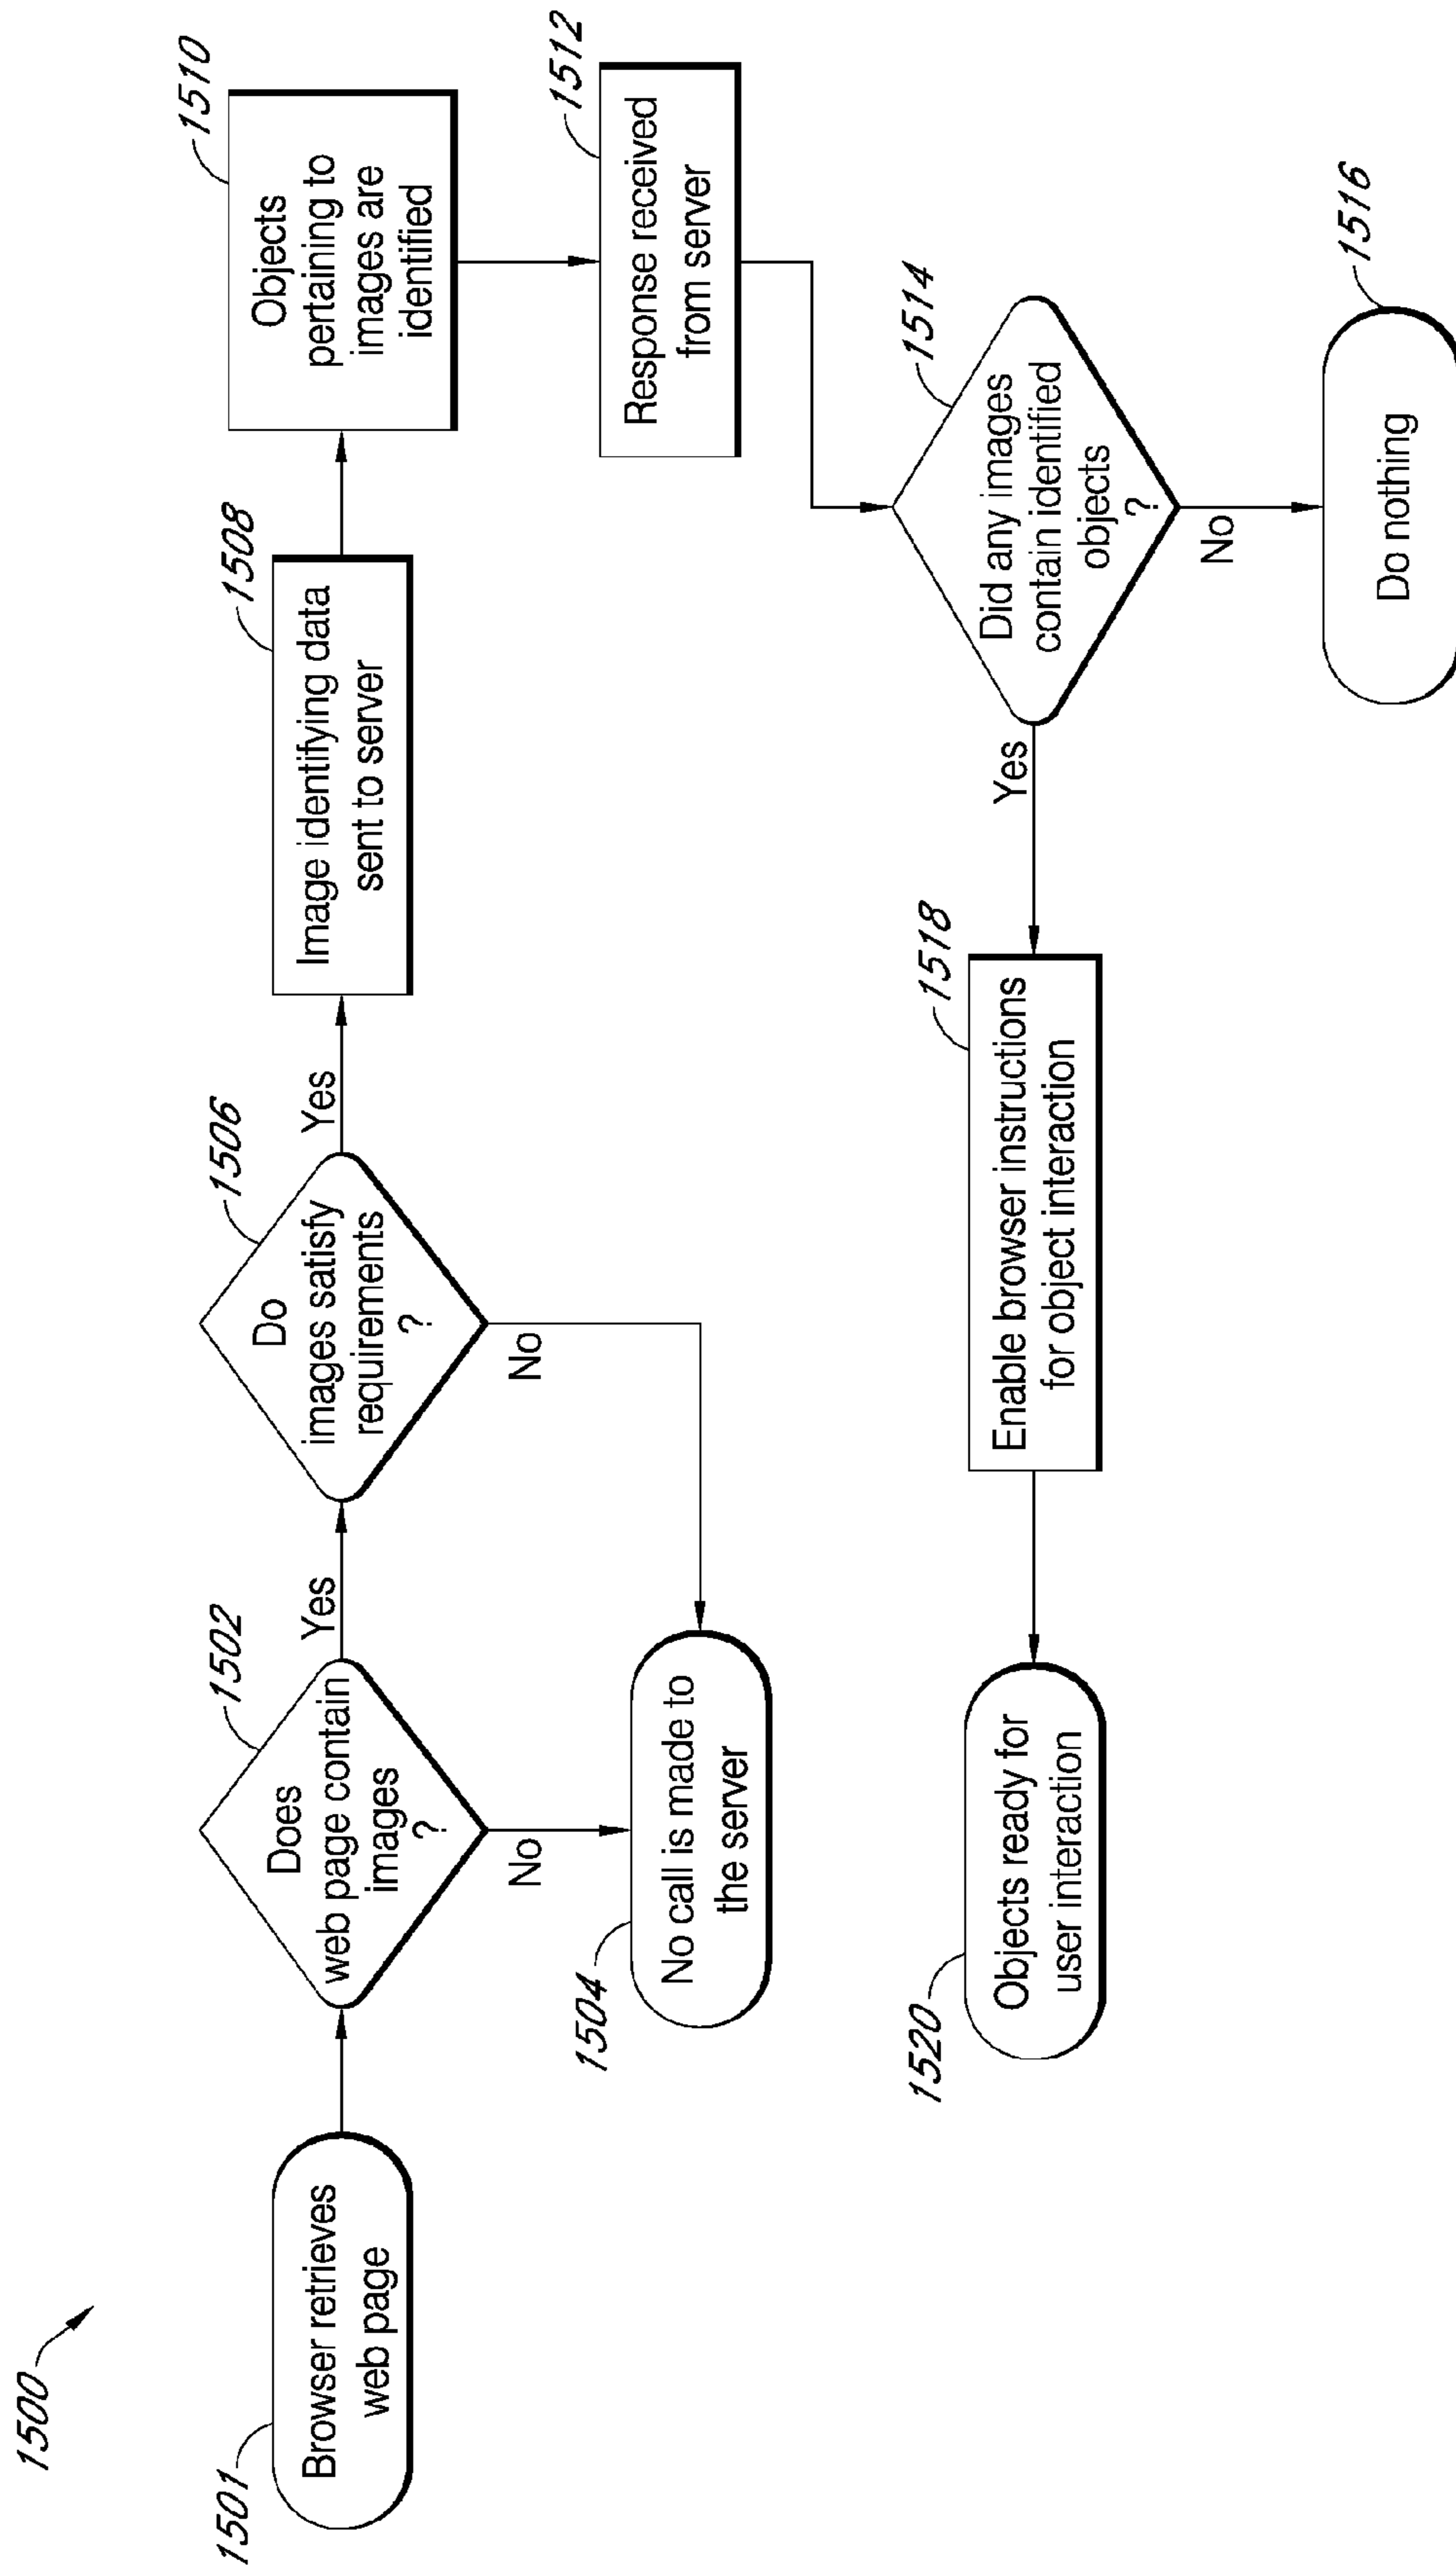 1500
1501
Browser retrieves
web page
1502
Does
web page contain
images
?
Yes
No
1504
No call is made to
the server
1506
Do
images satisfy
requirements
?
Yes
No
1508
Image identifying data
sent to server
1510
Objects
pertaining to
images are
identified
1512
Response received
from server
1514
Did any images
contain identified
objects
?
Yes
No
1516
Do nothing
1518
Enable browser instructions
for object interaction
1520
Objects ready for
user interaction